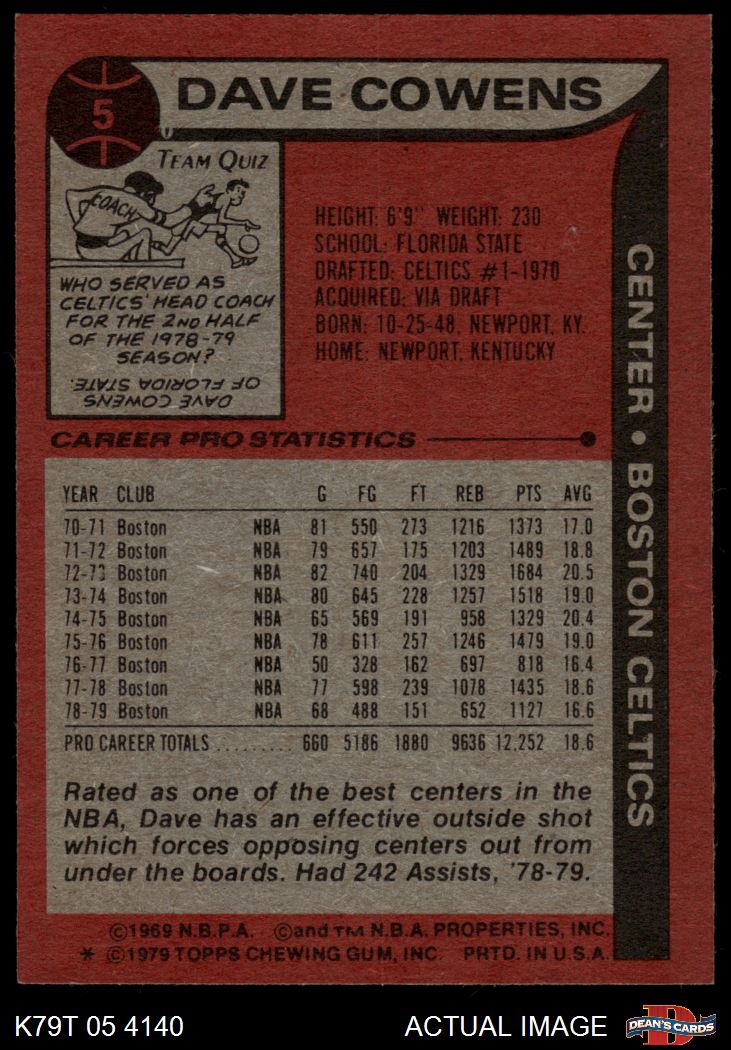 5
DAVE COWENS
TEAM QUIZ
COACH
WHO SERVED AS
CELTICS' HEAD COACH
FOR THE 2ND HALF
OF THE 1978-79
SEASON?
DAVE COWENS
OF FLORIDA STATE.
HEIGHT: 6'9" WEIGHT: 230
SCHOOL: FLORIDA STATE
DRAFTED: CELTICS #1-1970
ACQUIRED: VIA DRAFT
BORN: 10-25-48, NEWPORT, KY.
HOME: NEWPORT, KENTUCKY
CENTER • BOSTON CELTICS
CAREER PRO STATISTICS
YEAR CLUB G FG FT REB PTS AVG
70-71 Boston NBA 81 550 273 1216 1373 17.0
71-72 Boston NBA 79 657 175 1203 1489 18.8
72-73 Boston NBA 82 740 204 1329 1684 20.5
73-74 Boston NBA 80 645 228 1257 1518 19.0
74-75 Boston NBA 65 569 191 958 1329 20.4
75-76 Boston NBA 78 611 257 1246 1479 19.0
76-77 Boston NBA 50 328 162 697 818 16.4
77-78 Boston NBA 77 598 239 1078 1435 18.6
78-79 Boston NBA 68 488 151 652 1127 16.6
PRO CAREER TOTALS ......... 660 5186 1880 9636 12,252 18.6
Rated as one of the best centers in the
NBA, Dave has an effective outside shot
which forces opposing centers out from
under the boards. Had 242 Assists, '78-79.
©1969 N.B.P.A. ©and TM N.B.A. PROPERTIES, INC.
* ©1979 TOPPS CHEWING GUM, INC. PRTD. IN U.S.A.
K79T 05 4140
ACTUAL IMAGE
DEAN'S CARDS